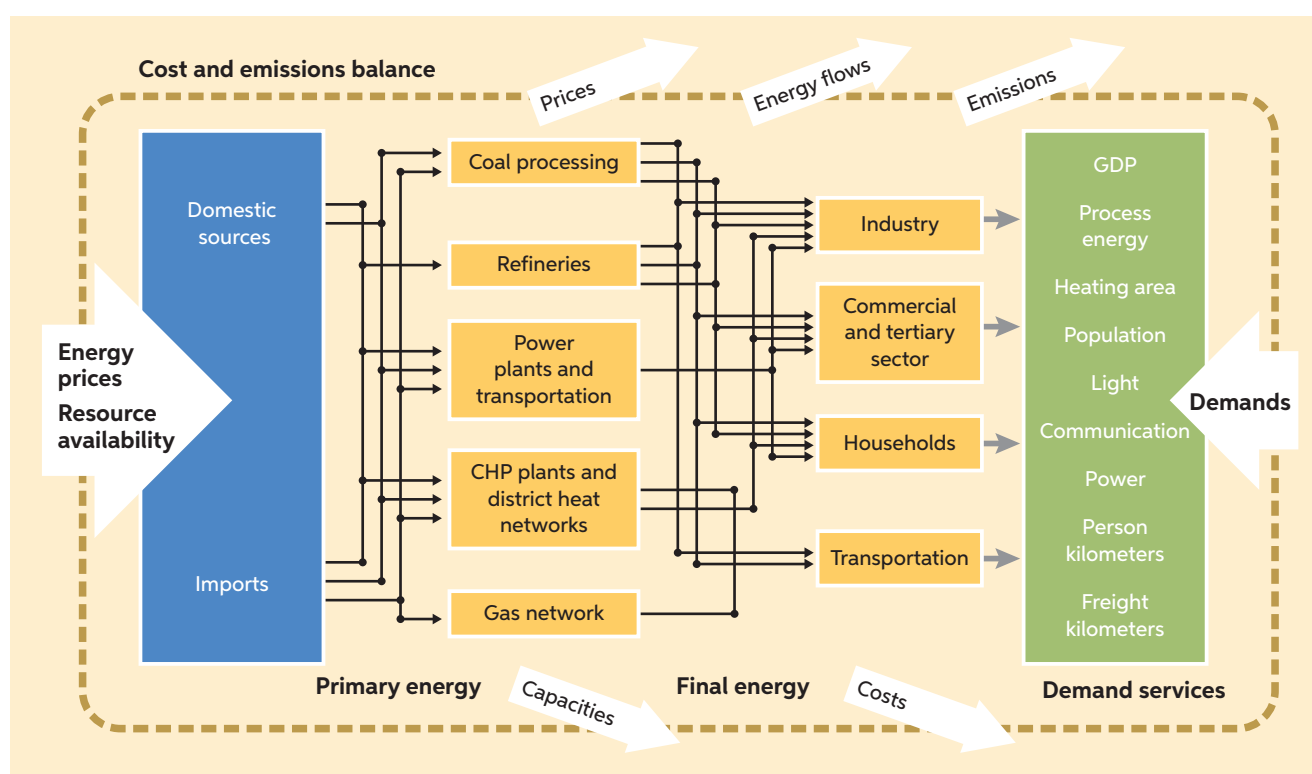 Cost and emissions balance
Prices
Energy flows
Emissions
Domestic
sources
Imports
Energy
prices
Resource
availability
Coal processing
Refineries
Power
plants and
transportation
CHP plants and
district heat
networks
Gas network
Industry
Commercial
and tertiary
sector
Households
Transportation
GDP
Process
energy
Heating area
Population
Light
Communication
Power
Person
kilometers
Freight
kilometers
Demands
Primary energy
Capacities
Final energy
Costs
Demand services